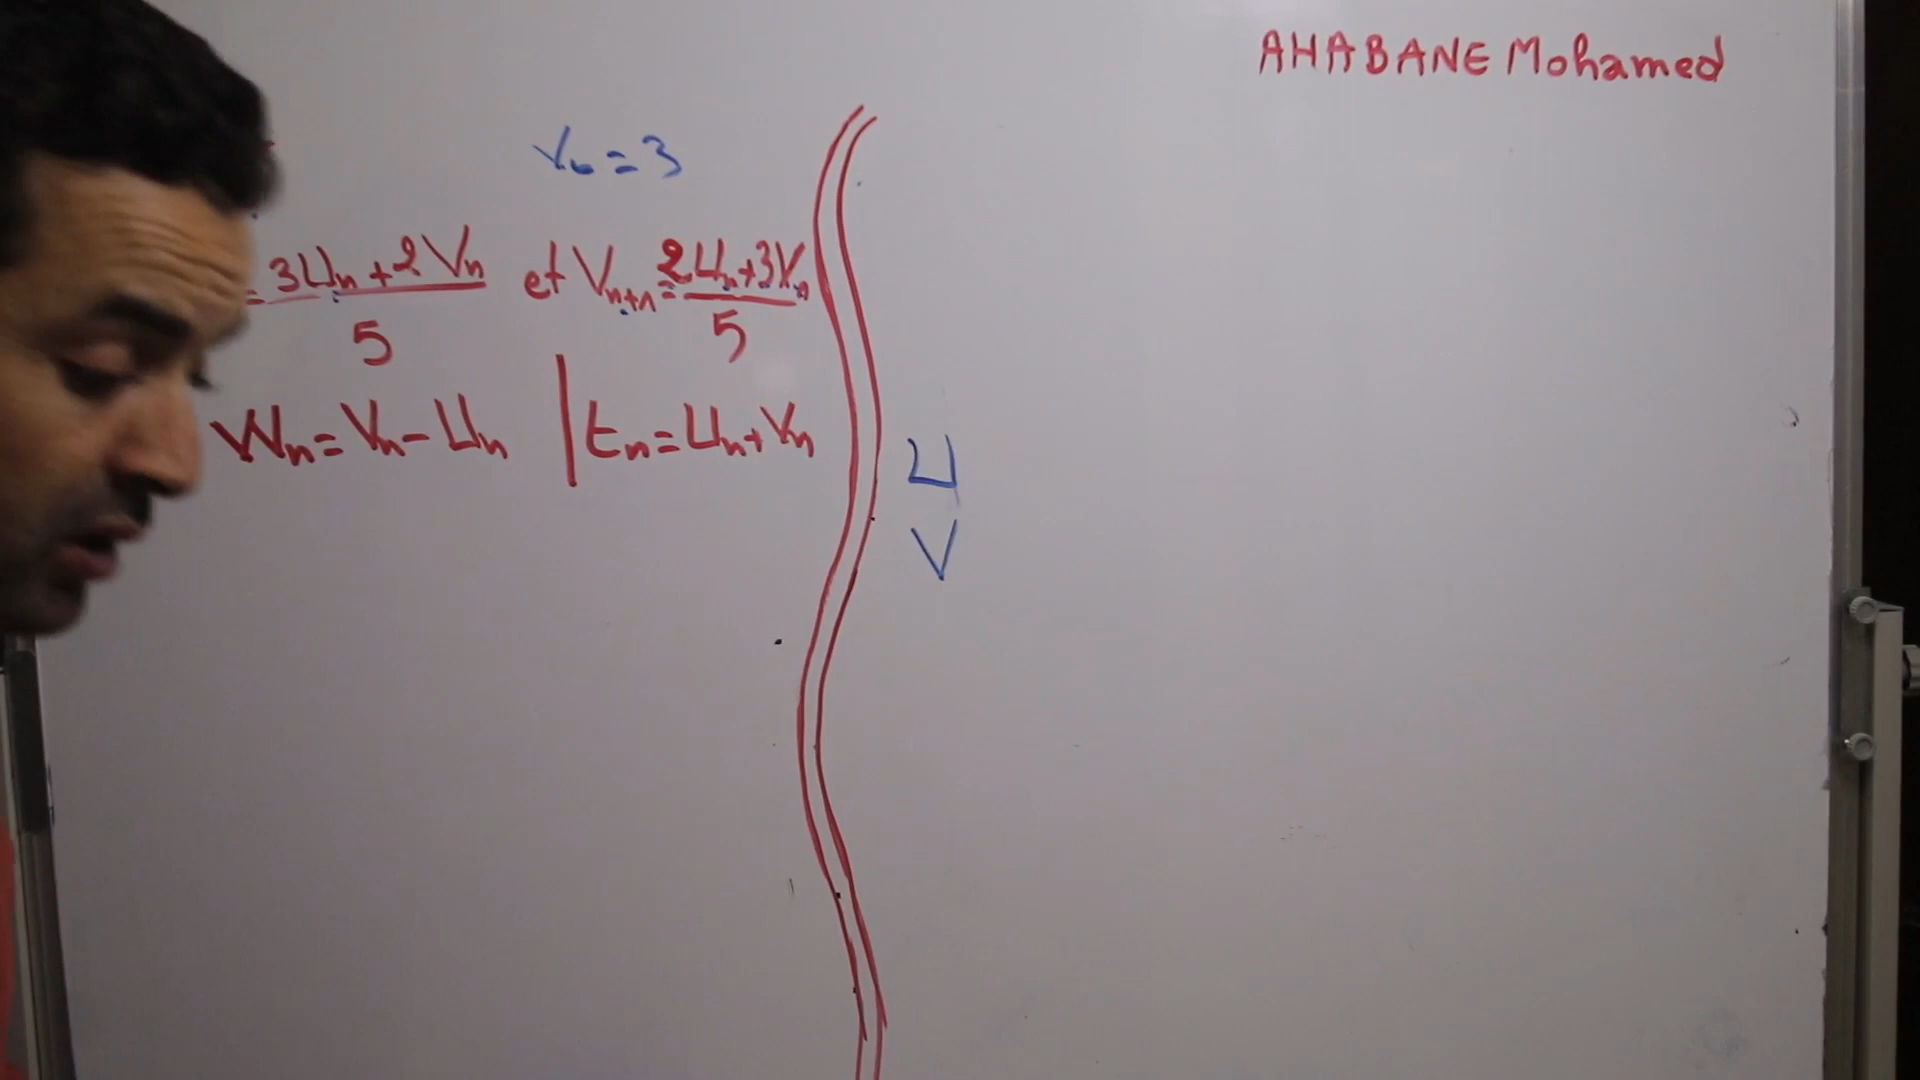 AHABANE Mohamed
V₀ = 3
= 3Uₙ + 2Vₙ / 5 et Vₙ₊₁ = 2Uₙ + 3Vₙ / 5
Wₙ = Vₙ - Uₙ | tₙ = Uₙ + Vₙ
U
V